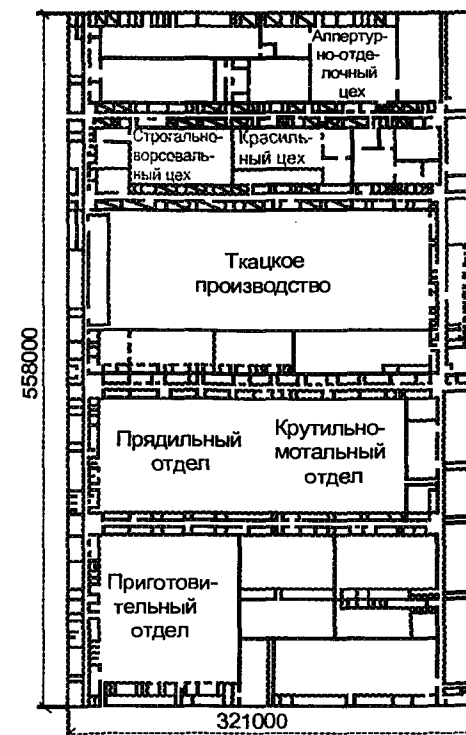 Аппертур-
но-отде-
лочный
цех
Строгально-
ворсоваль-
ный цех
Красиль-
ный цех
Ткацкое
производство
558000
Прядильный
отдел
Крутильно-
мотальный
отдел
Приготови-
тельный
отдел
321000